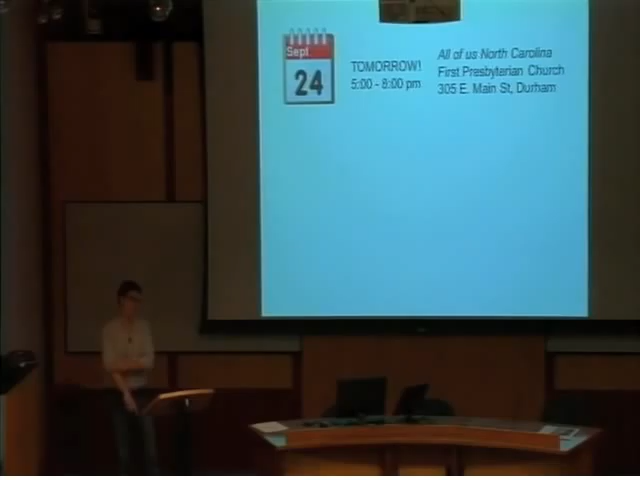 Sept
24
TOMORROW!
5:00 - 8:00 pm
All of us North Carolina
First Presbyterian Church
305 E. Main St, Durham